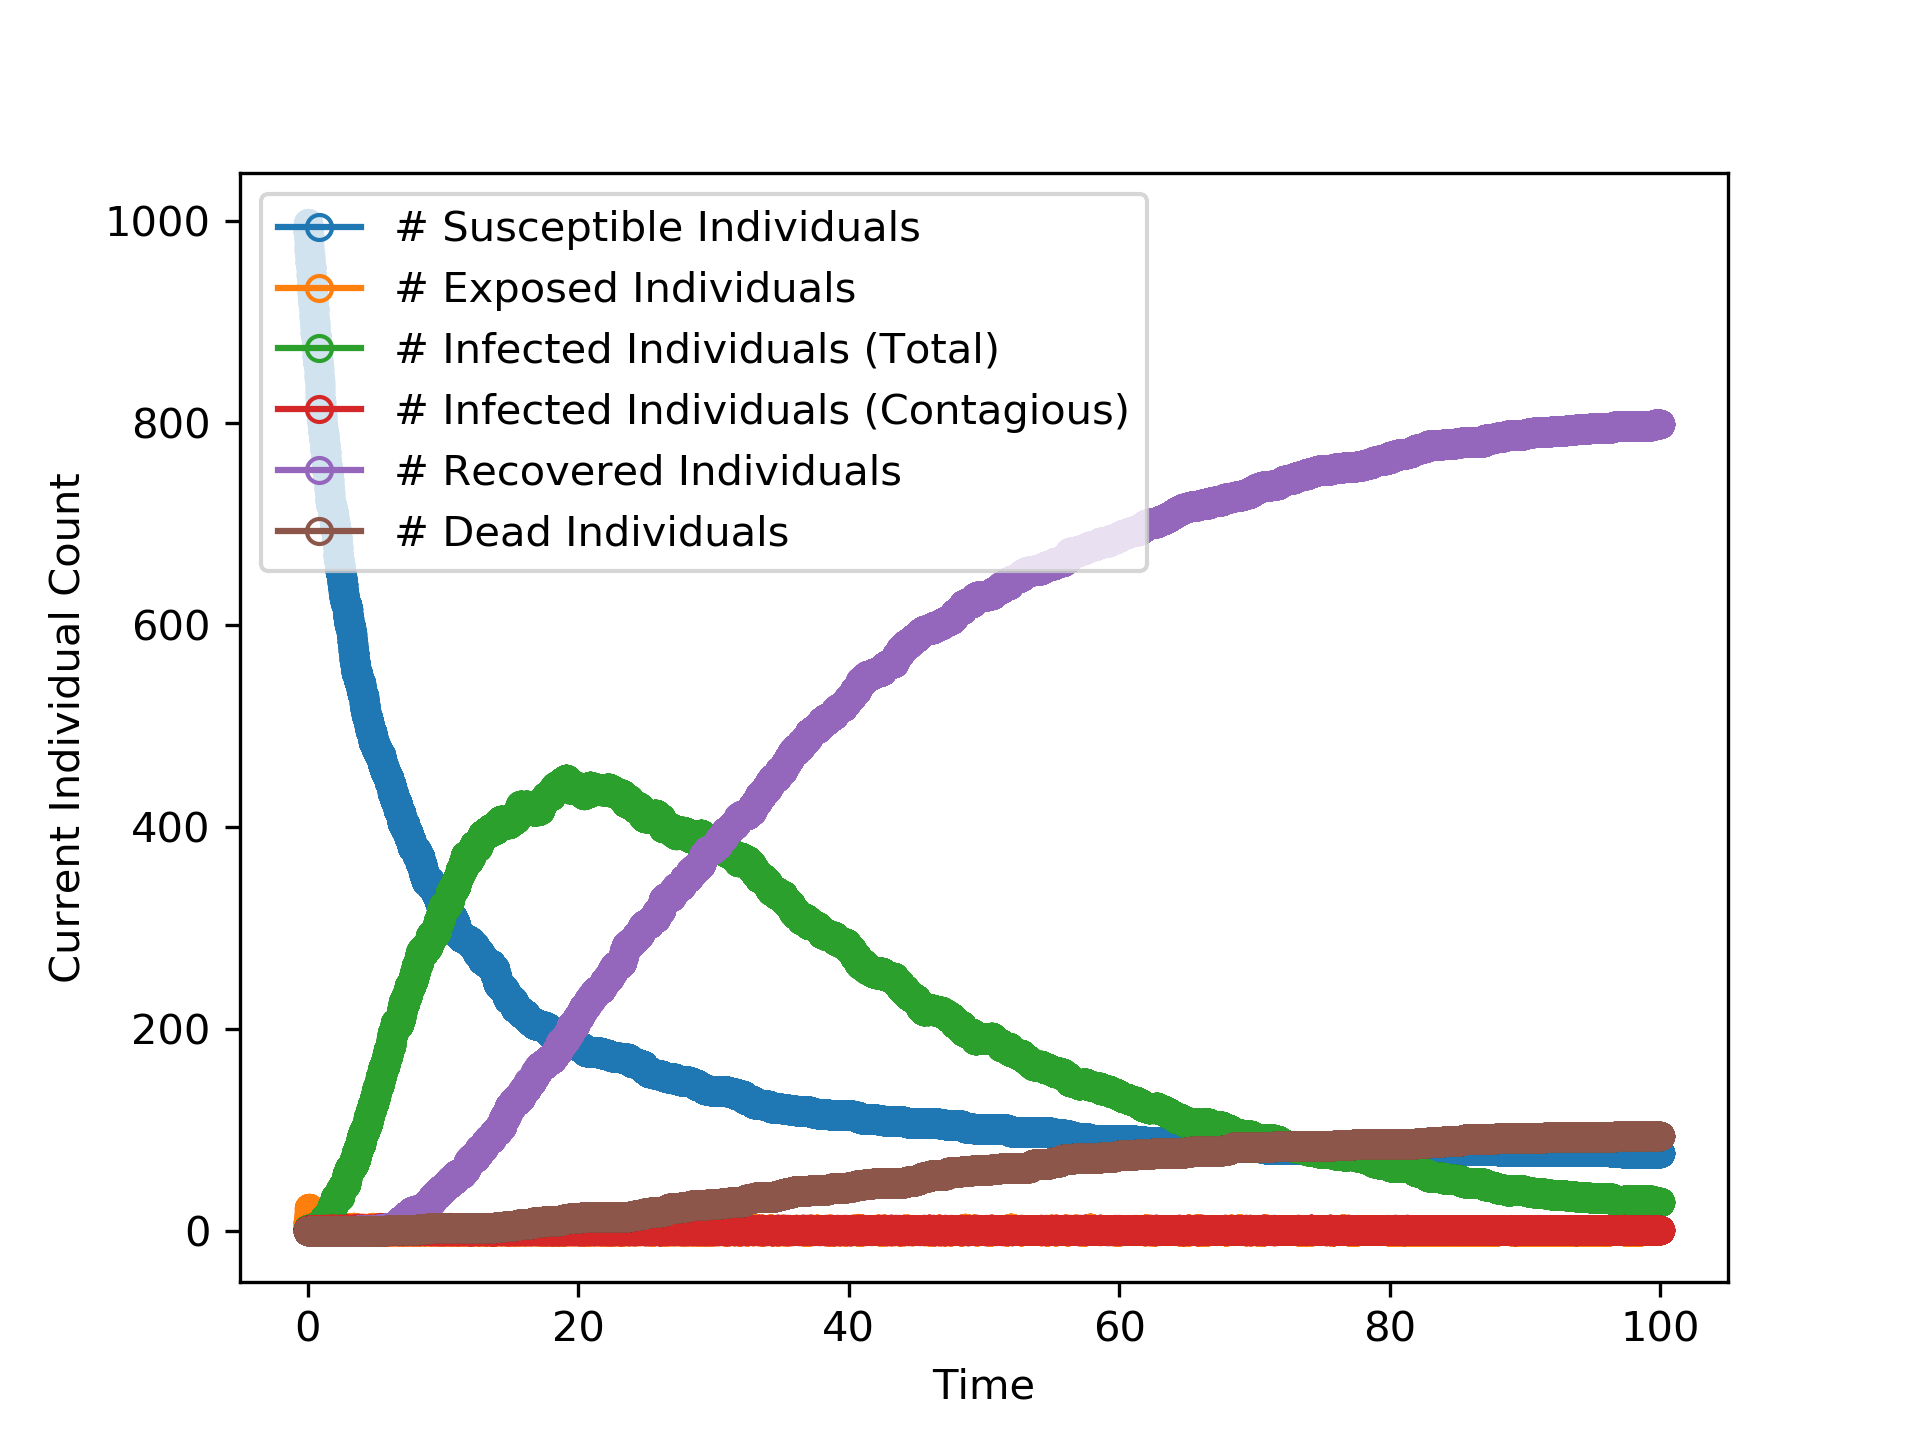 # Susceptible Individuals
# Exposed Individuals
# Infected Individuals (Total)
# Infected Individuals (Contagious)
# Recovered Individuals
# Dead Individuals
Current Individual Count
1000
800
600
400
200
0
0 20 40 60 80 100
Time